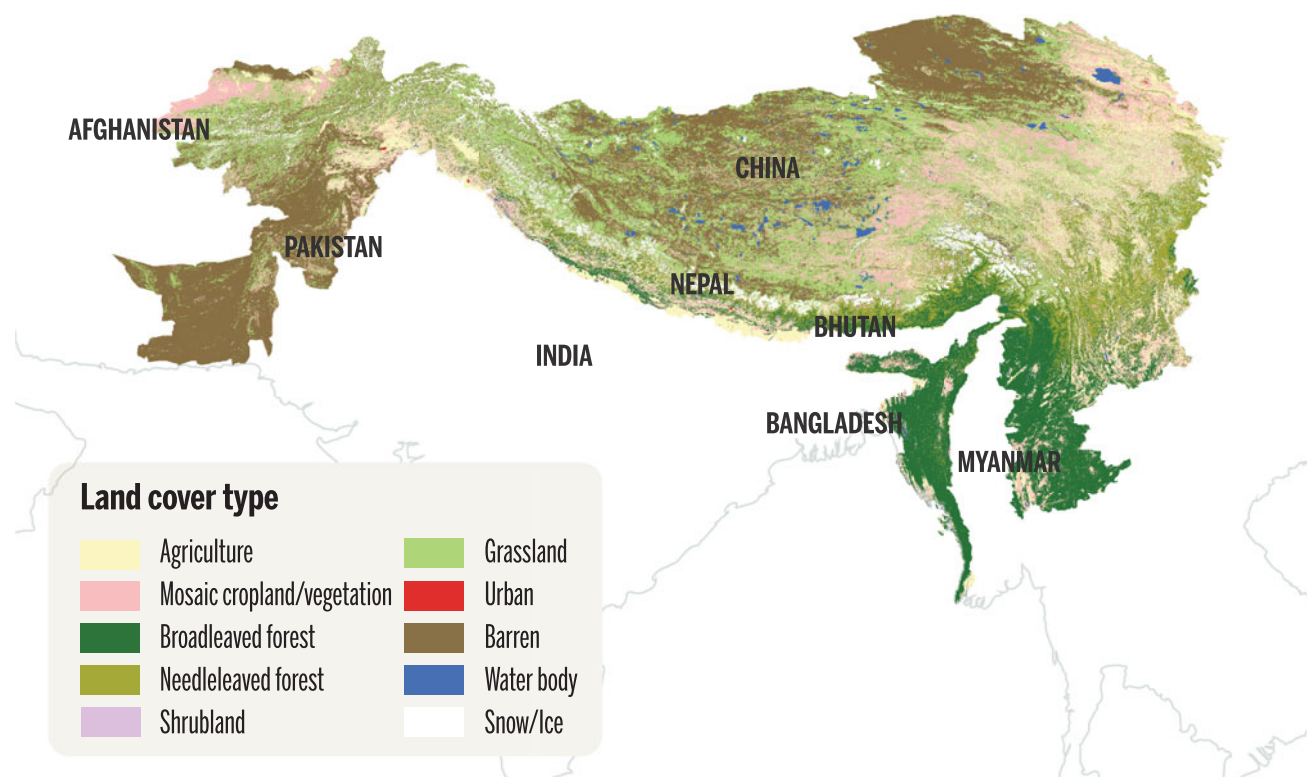 AFGHANISTAN
CHINA
PAKISTAN
NEPAL
BHUTAN
INDIA
BANGLADESH
MYANMAR
Land cover type
Agriculture
Mosaic cropland/vegetation
Broadleaved forest
Needleleaved forest
Shrubland
Grassland
Urban
Barren
Water body
Snow/Ice